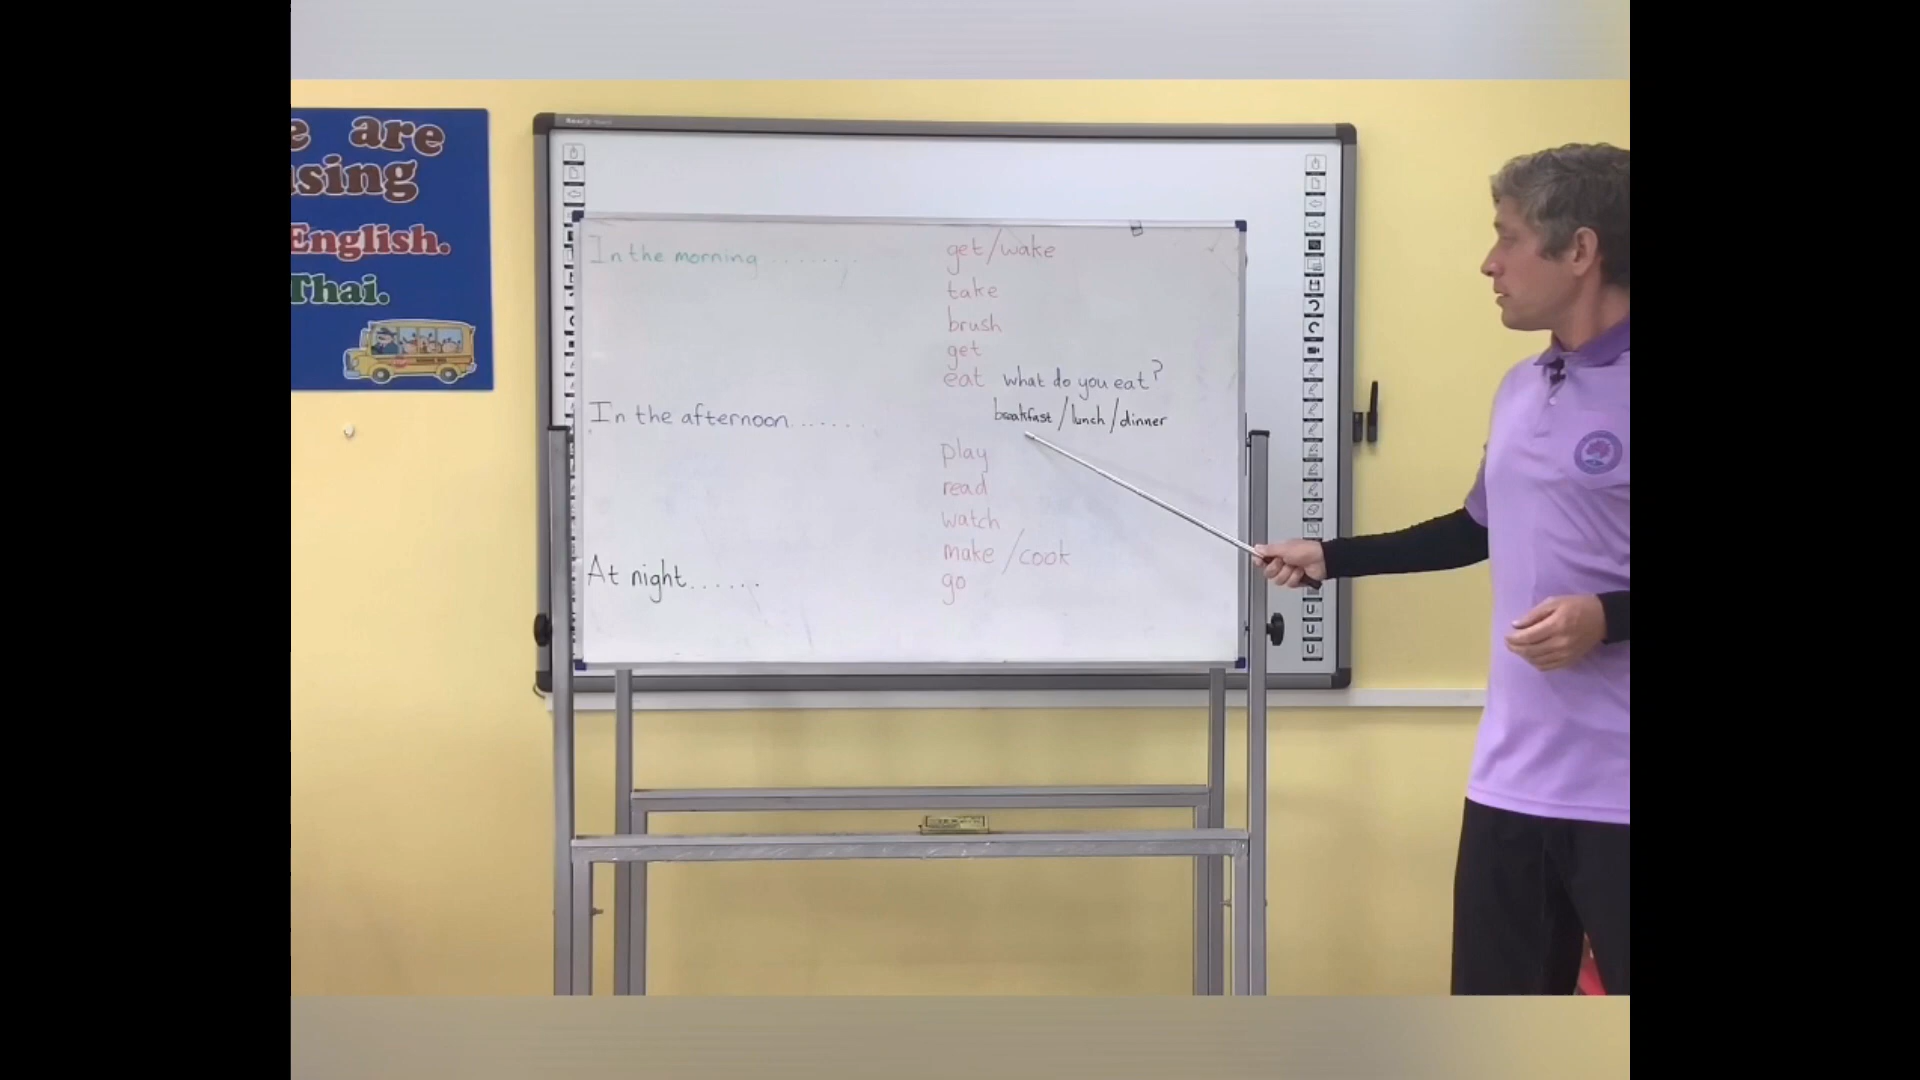 e are
using
English.
Thai.
In the morning ........
In the afternoon.......
At night......
get/wake
take
brush
get
eat what do you eat?
breakfast/lunch/dinner
play
read
watch
make/cook
go